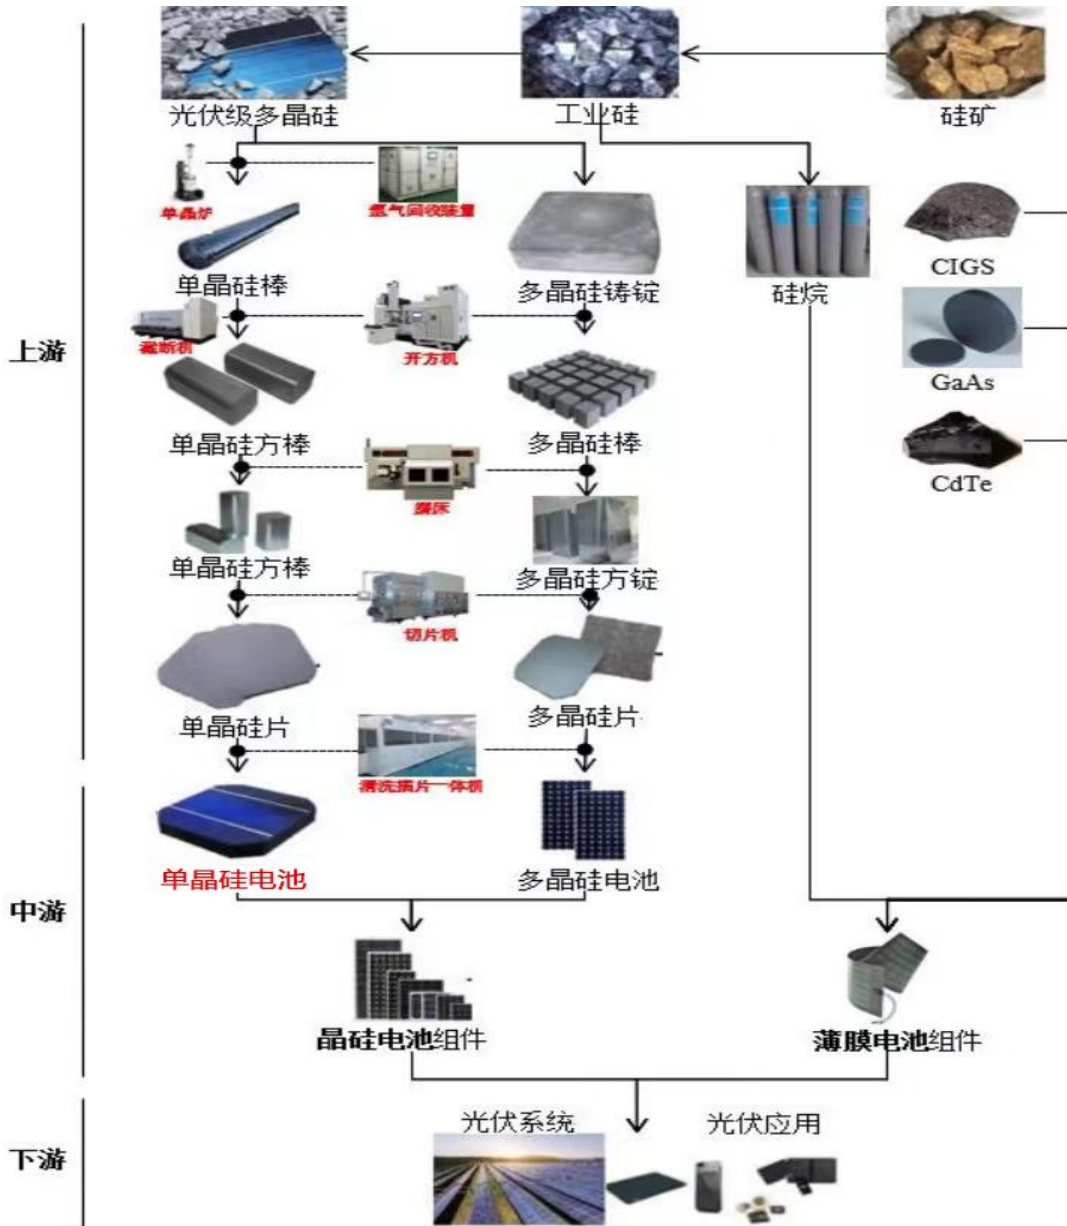 光伏级多晶硅
工业硅
硅矿
单晶炉
氩气回收装置
单晶硅棒
多晶硅铸锭
硅烷
CIGS
截断机
开方机
上游
GaAs
单晶硅方棒
多晶硅棒
CdTe
磨床
单晶硅方棒
多晶硅方锭
切片机
单晶硅片
多晶硅片
清洗插片一体机
单晶硅电池
多晶硅电池
中游
晶硅电池组件
薄膜电池组件
光伏系统
光伏应用
下游